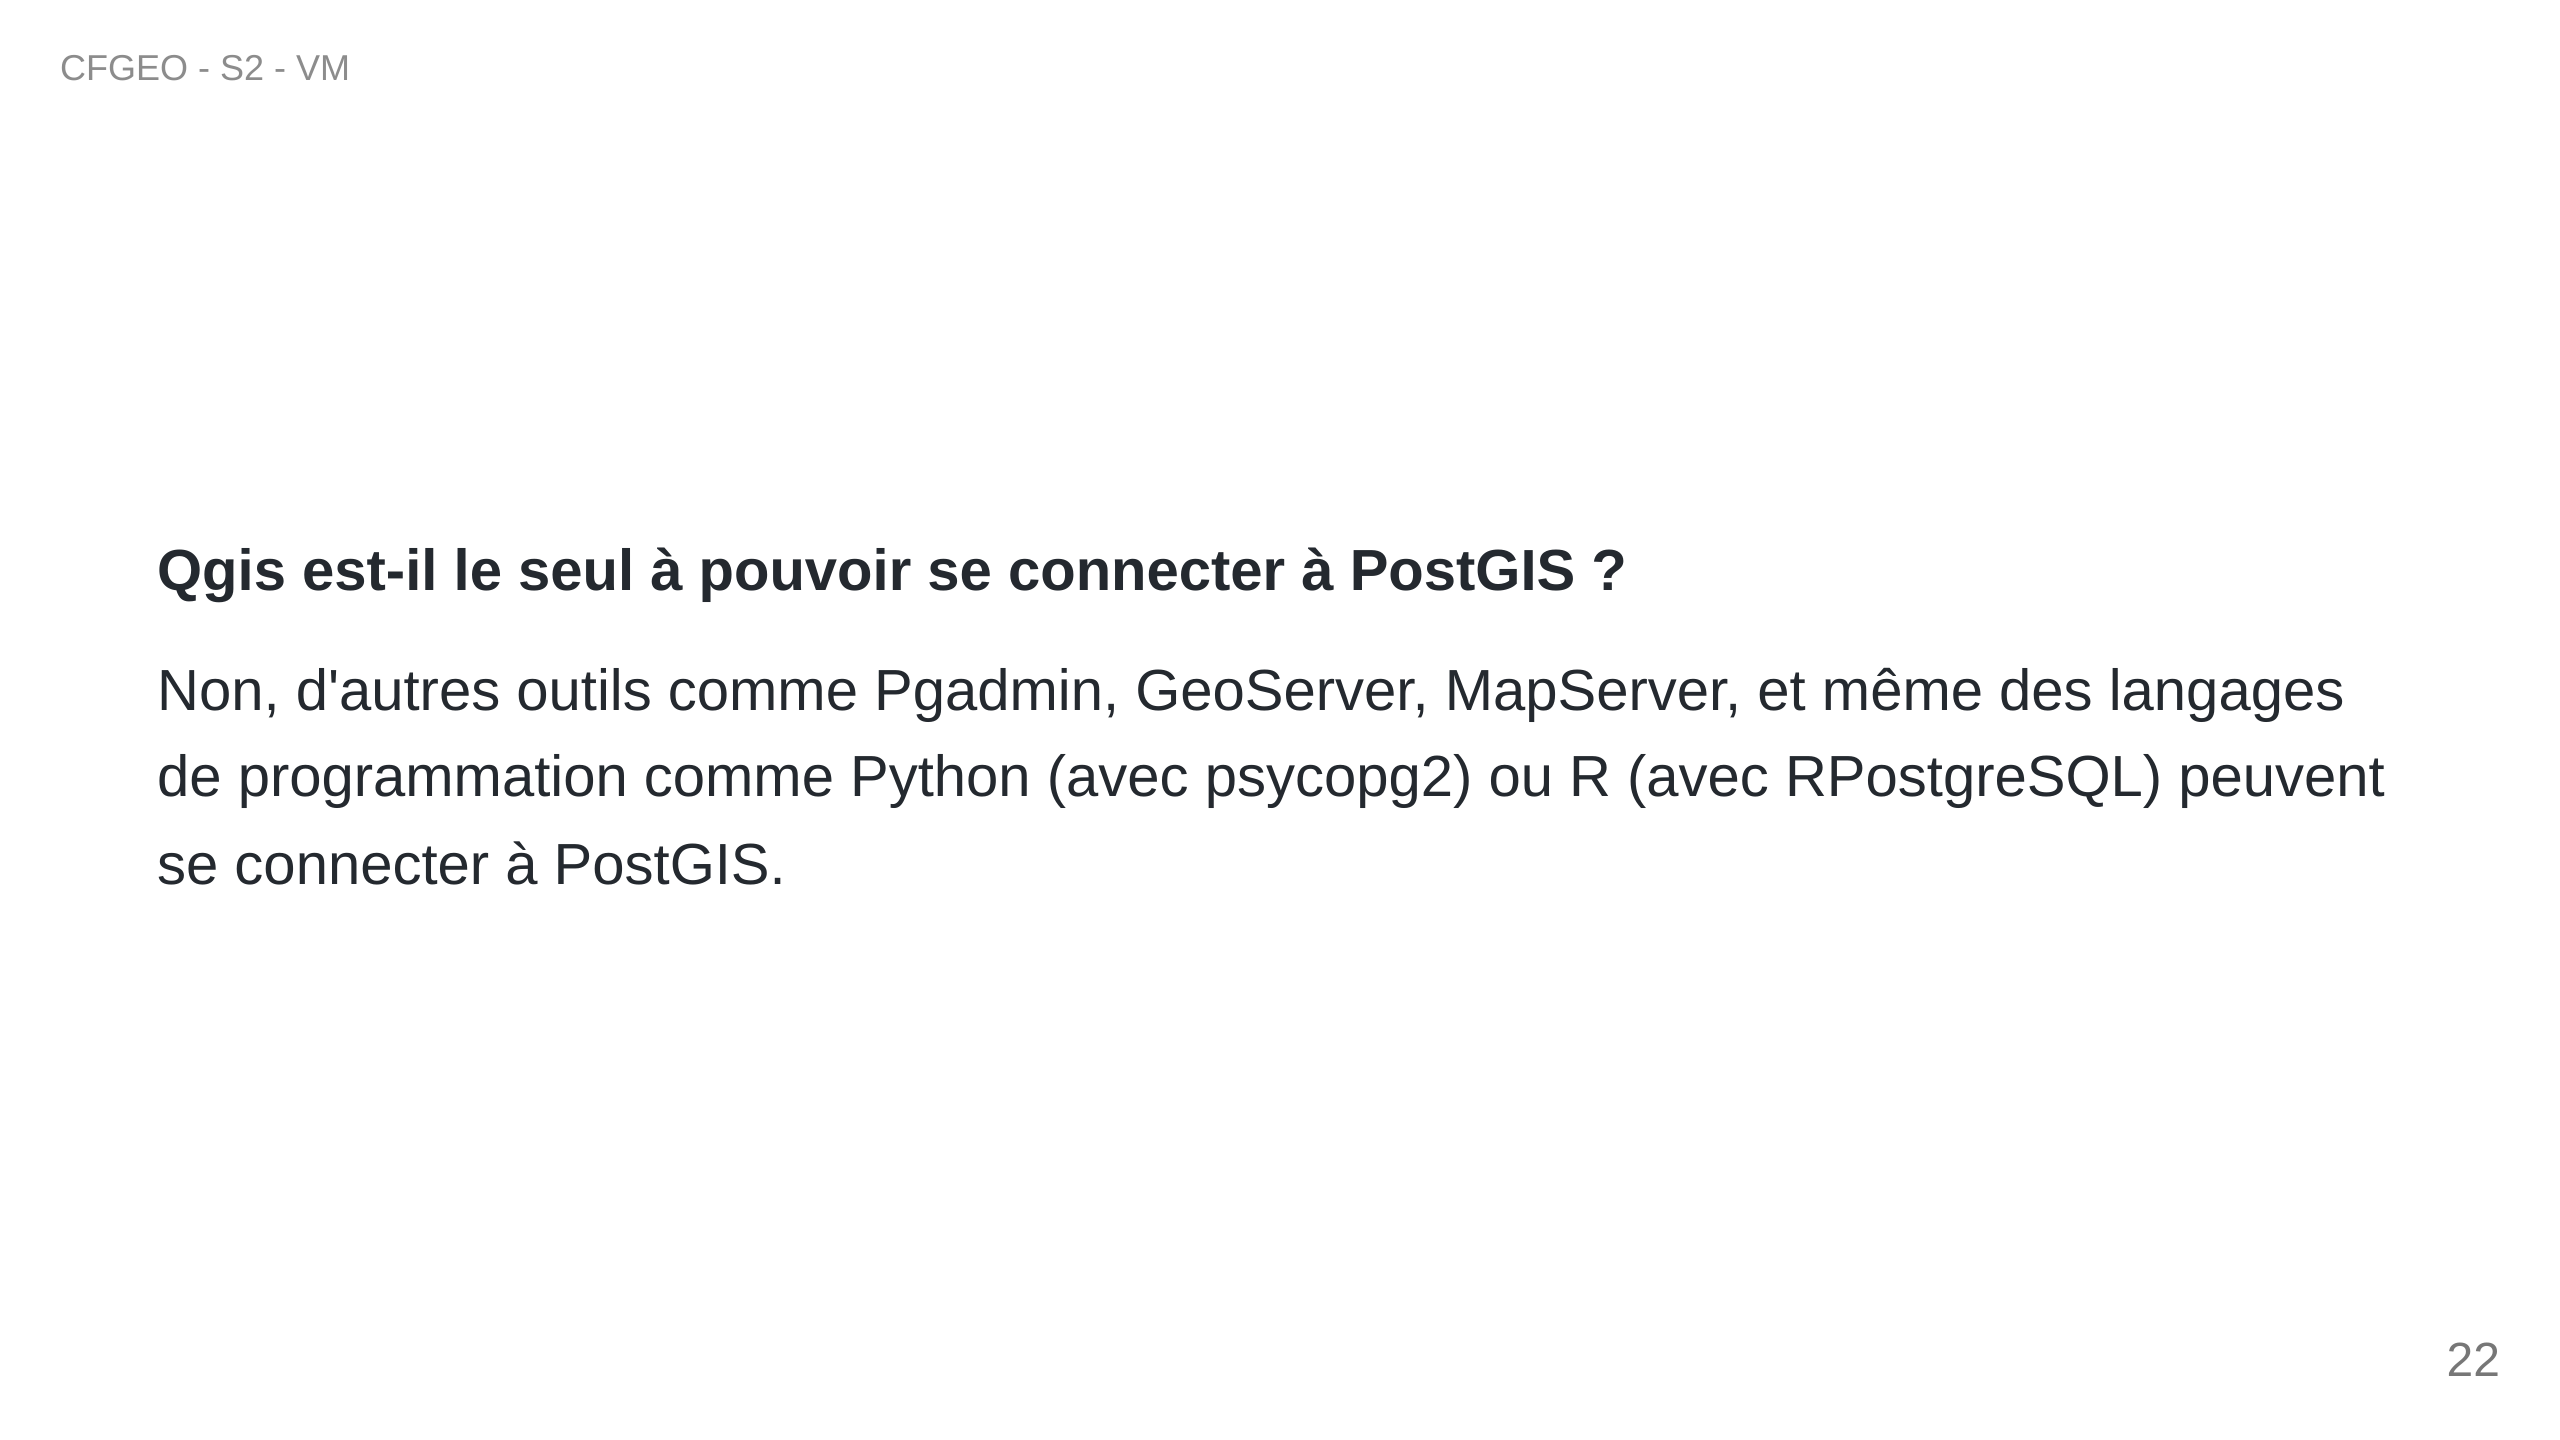 CFGEO - S2 - VM
Qgis est-il le seul à pouvoir se connecter à PostGIS ?
Non, d'autres outils comme Pgadmin, GeoServer, MapServer, et même des langages
de programmation comme Python (avec psycopg2) ou R (avec RPostgreSQL) peuvent
se connecter à PostGIS.
22